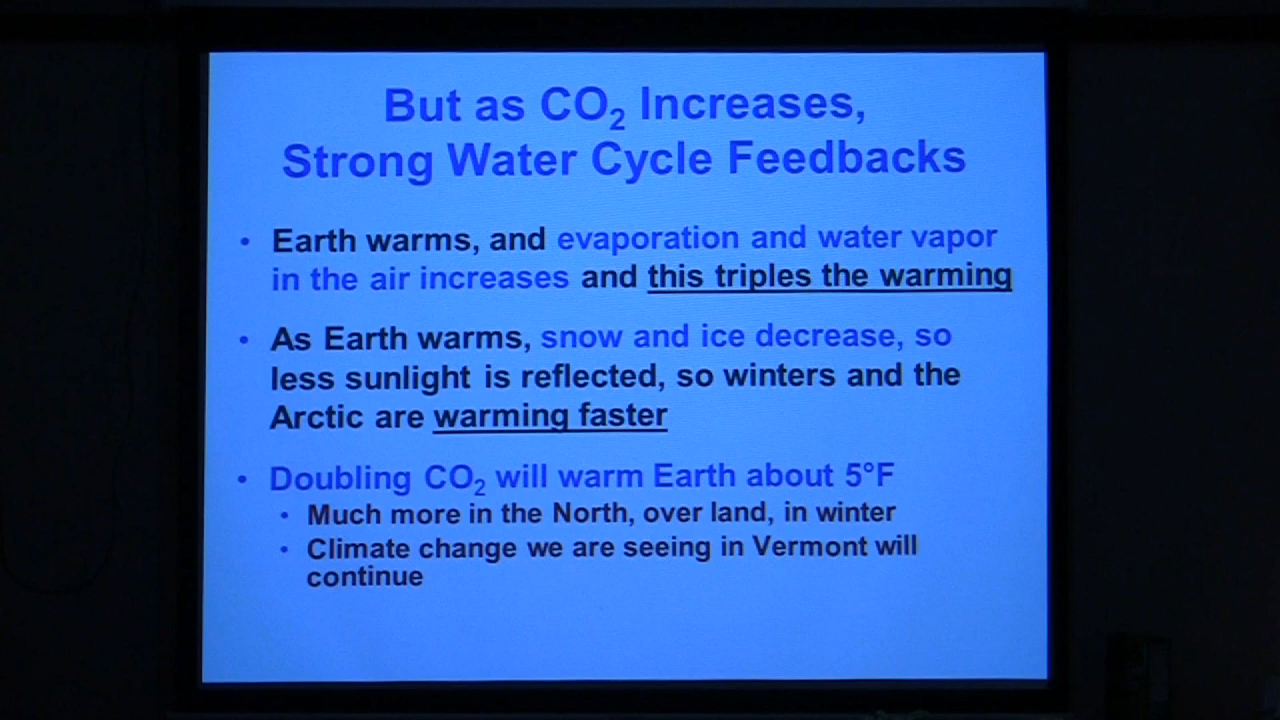 But as CO₂ Increases,
Strong Water Cycle Feedbacks
• Earth warms, and evaporation and water vapor
in the air increases and this triples the warming
• As Earth warms, snow and ice decrease, so
less sunlight is reflected, so winters and the
Arctic are warming faster
• Doubling CO₂ will warm Earth about 5°F
• Much more in the North, over land, in winter
• Climate change we are seeing in Vermont will
continue